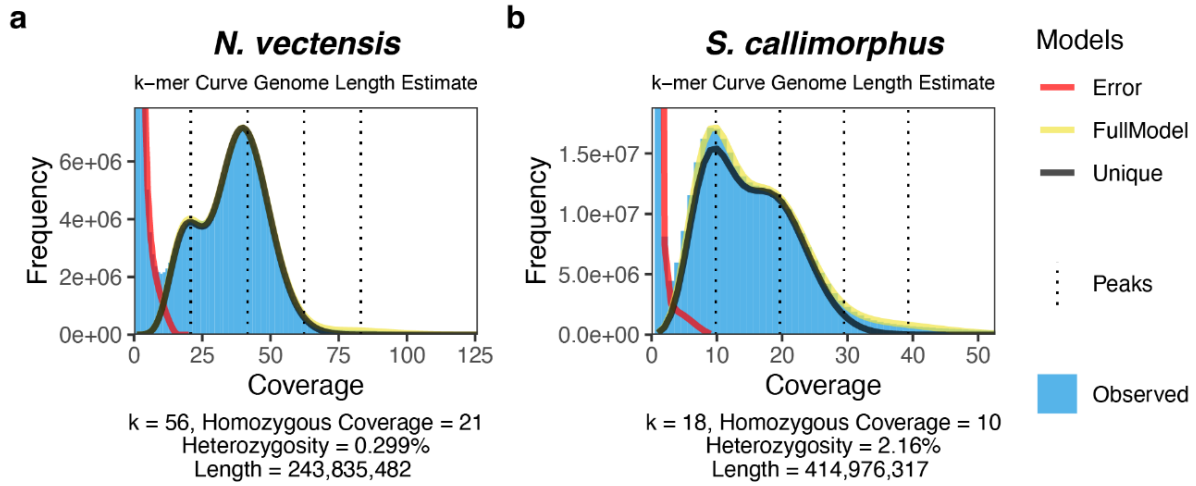 a
N. vectensis
k-mer Curve Genome Length Estimate
Frequency
6e+06
4e+06
2e+06
0e+00
0 25 50 75 100 125
Coverage
k = 56, Homozygous Coverage = 21
Heterozygosity = 0.299%
Length = 243,835,482
b
S. callimorphus
k-mer Curve Genome Length Estimate
Frequency
1.5e+07
1.0e+07
5.0e+06
0.0e+00
0 10 20 30 40 50
Coverage
k = 18, Homozygous Coverage = 10
Heterozygosity = 2.16%
Length = 414,976,317
Models
Error
FullModel
Unique
Peaks
Observed